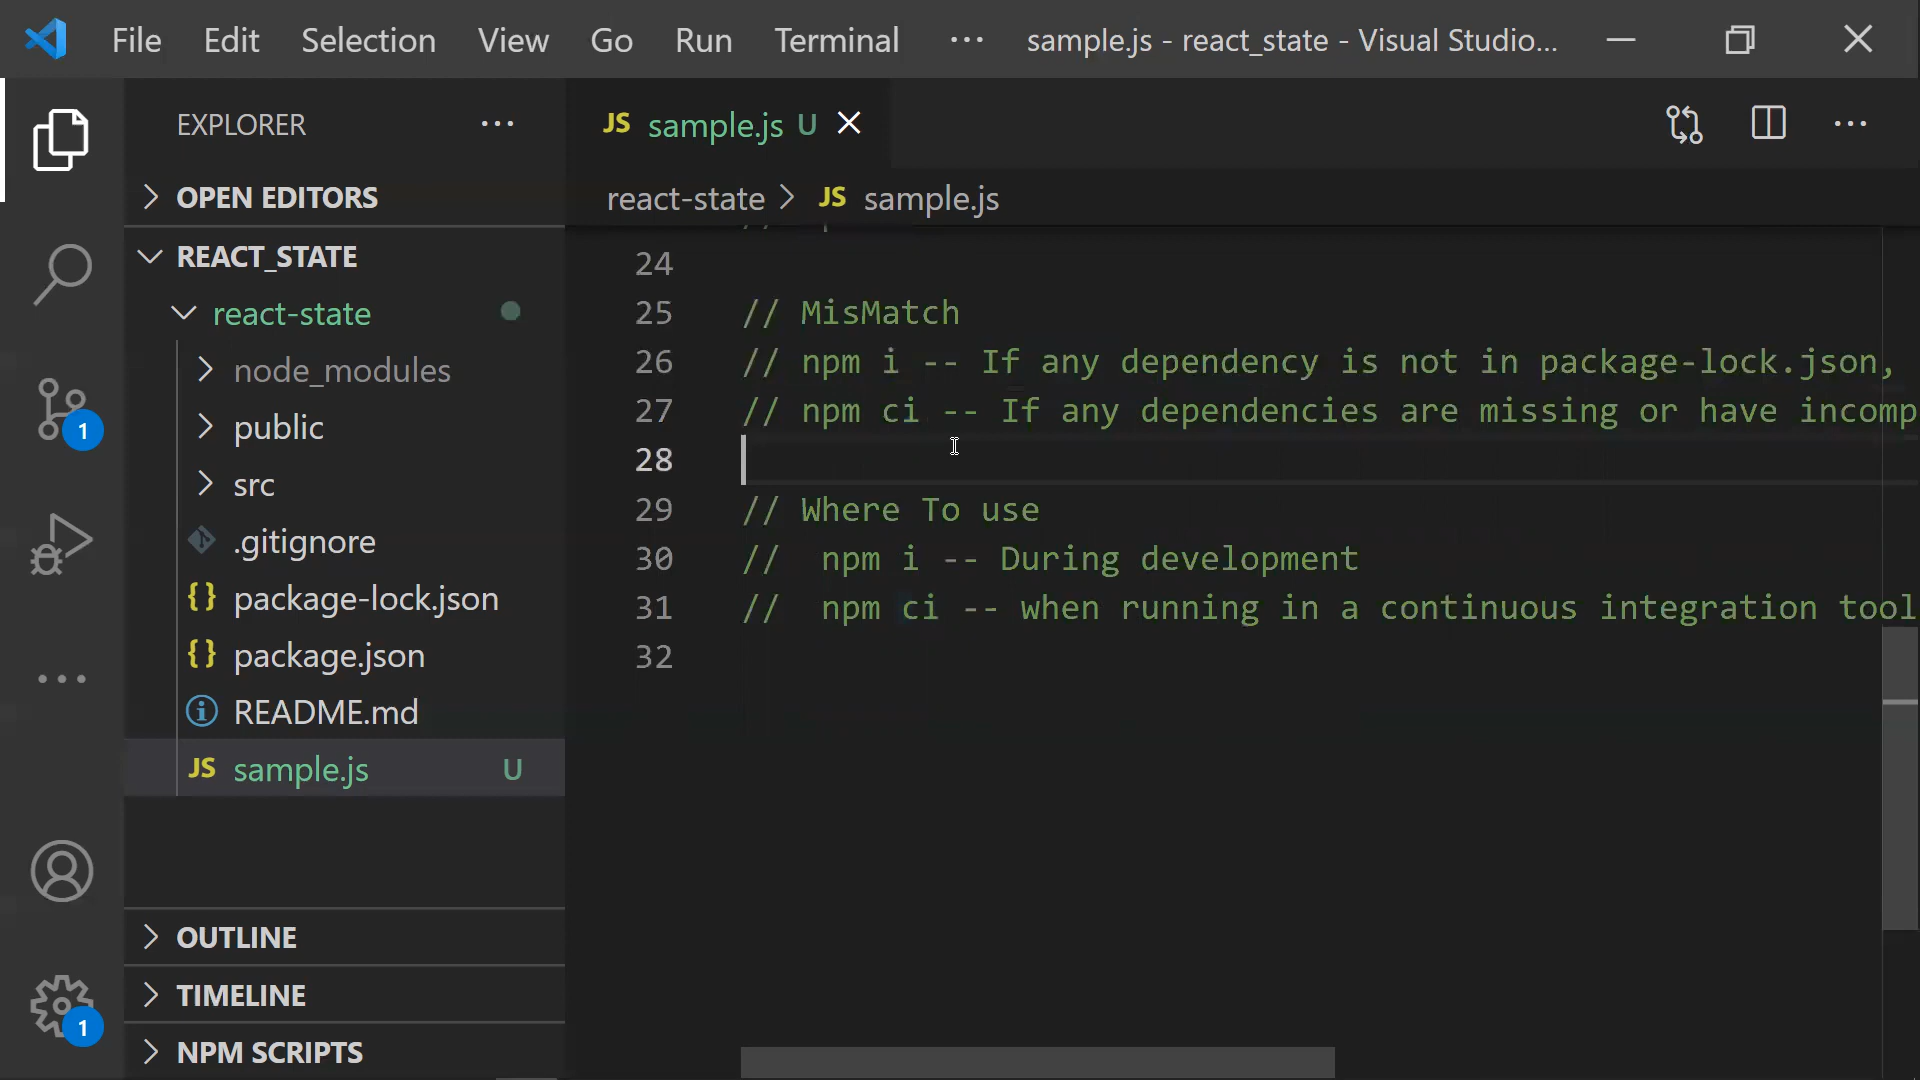 File Edit Selection View Go Run Terminal ··· sample.js - react_state - Visual Studio...
EXPLORER ···
OPEN EDITORS
REACT_STATE
react-state
node_modules
public
src
.gitignore
{} package-lock.json
{} package.json
README.md
JS sample.js U
OUTLINE
TIMELINE
NPM SCRIPTS
1
1
JS sample.js U
react-state > JS sample.js
24
25 // MisMatch
26 // npm i -- If any dependency is not in package-lock.json,
27 // npm ci -- If any dependencies are missing or have incomp
28
29 // Where To use
30 //  npm i -- During development
31 //  npm ci -- when running in a continuous integration tool
32